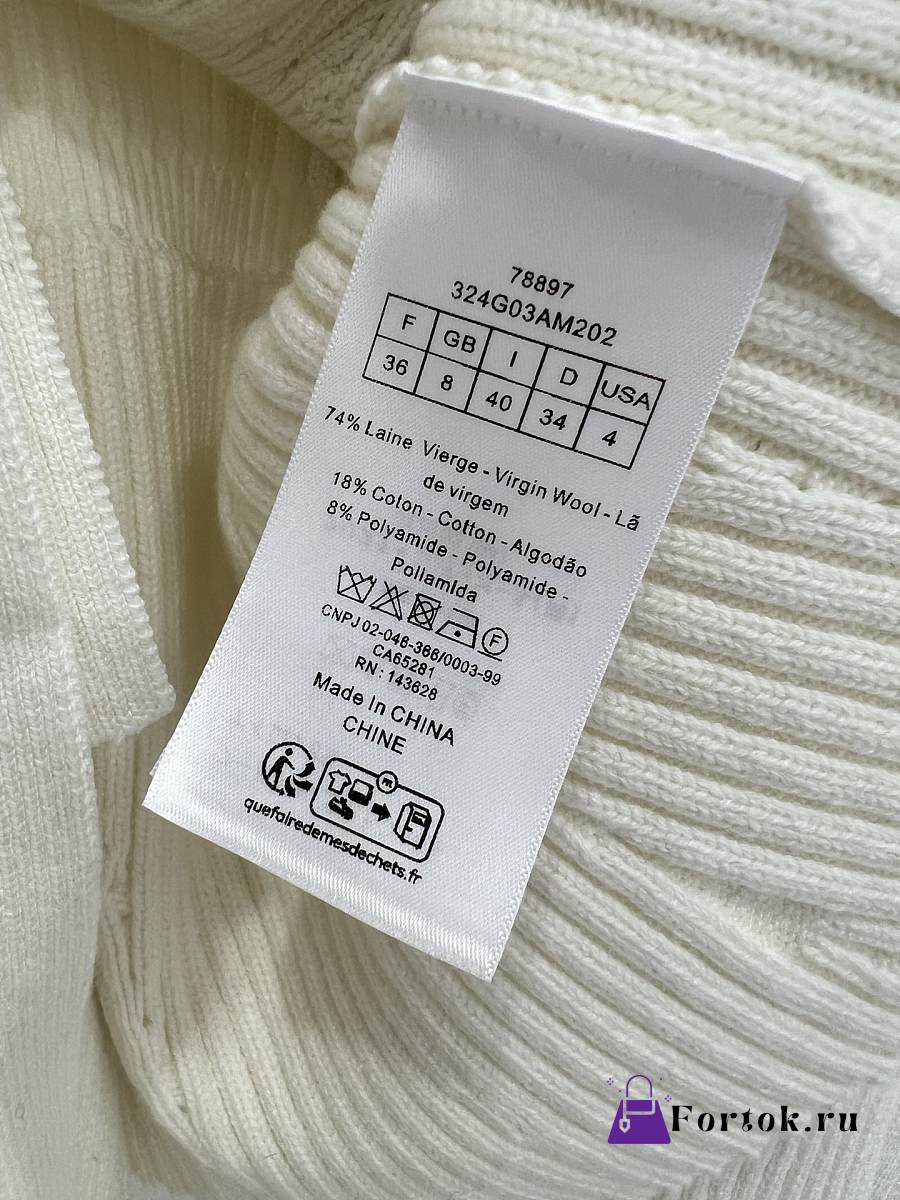 78897
324G03AM202
F GB I D USA
36 8 40 34 4
74% Laine Vierge - Virgin Wool - Lã
de virgem
18% Coton - Cotton - Algodão
8% Polyamide - Polyamide -
Poliamida
F
CNPJ 02-046-366/0003-99
CA65281
RN : 143628
Made In CHINA
CHINE
quefairedemesdechets.fr
Fortok.ru